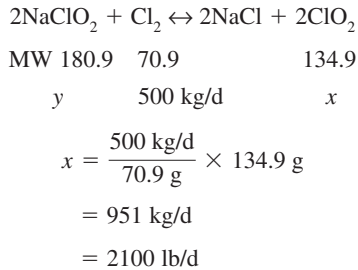 2NaClO₂ + Cl₂ ↔ 2NaCl + 2ClO₂
MW 180.9 70.9 134.9
y 500 kg/d x
x = 500 kg/d / 70.9 g × 134.9 g
= 951 kg/d
= 2100 lb/d